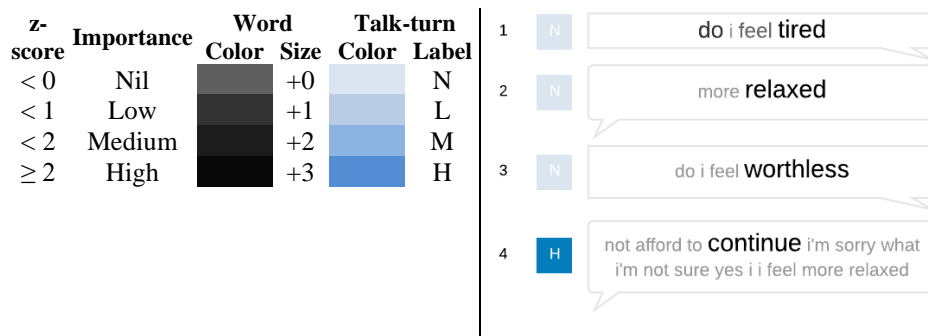 z-score Importance Word Color Size Talk-turn Color Label
< 0 Nil +0 N
< 1 Low +1 L
< 2 Medium +2 M
≥ 2 High +3 H
1 N do i feel tired
2 N more relaxed
3 N do i feel worthless
4 H not afford to continue i'm sorry what
i'm not sure yes i i feel more relaxed